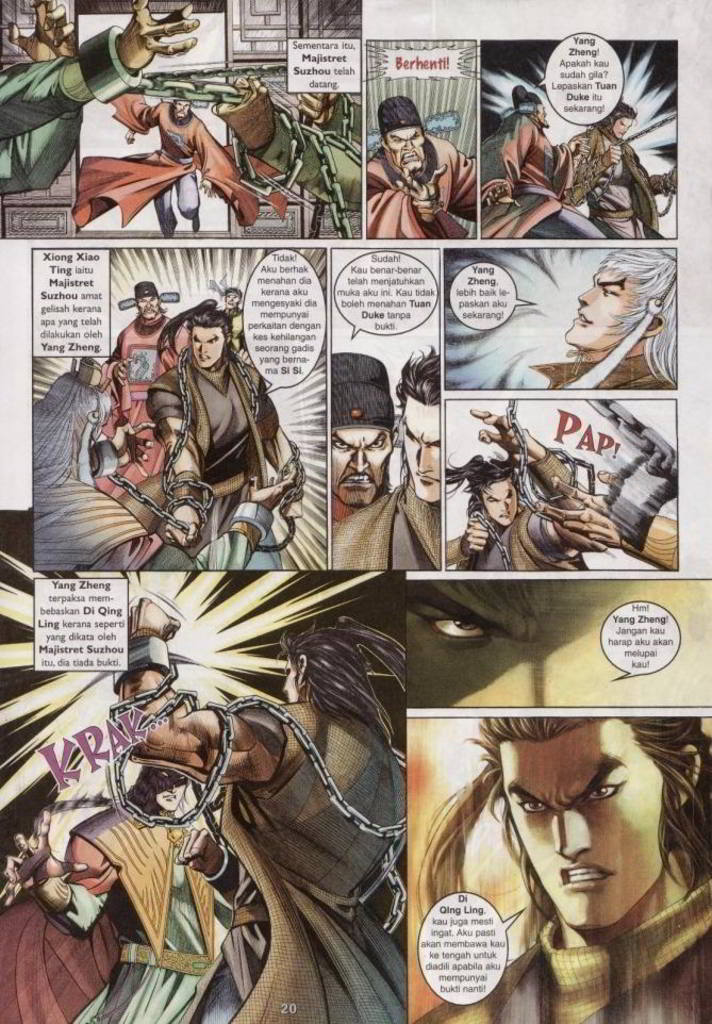 Sementara itu,
Majistret
Suzhou telah
datang.
Berhenti!
Yang
Zheng!
Apakah kau
sudah gila?
Lepaskan Tuan
Duke itu
sekarang!
Xiong Xiao
Ting iaitu
Majistret
Suzhou amat
gelisah kerana
apa yang telah
dilakukan oleh
Yang Zheng.
Tidak!
Aku berhak
menahan dia
kerana aku
mengesyaki dia
mempunyai
perkaitan dengan
kes kehilangan
seorang gadis
yang berna-
ma Si Si.
Sudah!
Kau benar-benar
telah menjatuhkan
muka aku ini. Kau tidak
boleh menahan Tuan
Duke tanpa
bukti.
Yang
Zheng,
lebih baik le-
paskan aku
sekarang!
PAP!
Yang Zheng
terpaksa mem-
bebaskan Di Qing
Ling kerana seperti
yang dikata oleh
Majistret Suzhou
itu, dia tiada bukti.
KRAK...
Hm!
Yang Zheng!
Jangan kau
harap aku akan
melupai
kau!
Di
Qing Ling,
kau juga mesti
ingat. Aku pasti
akan membawa kau
ke tengah untuk
diadili apabila aku
mempunyai
bukti nanti!
20